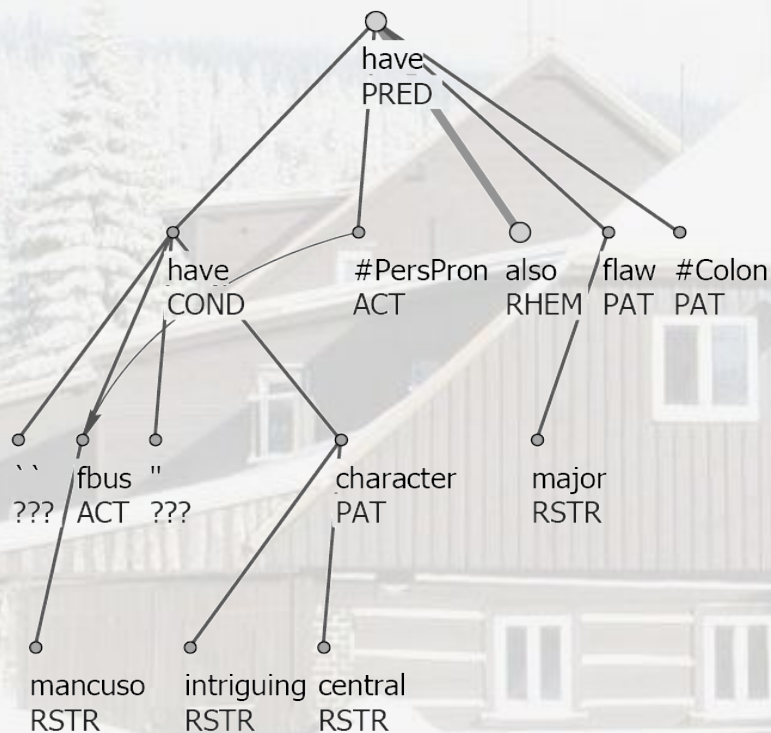 have
PRED
have
COND
#PersPron
ACT
also
RHEM
flaw
PAT
#Colon
PAT
``
???
fbus
ACT
"
???
character
PAT
major
RSTR
mancuso
RSTR
intriguing
RSTR
central
RSTR